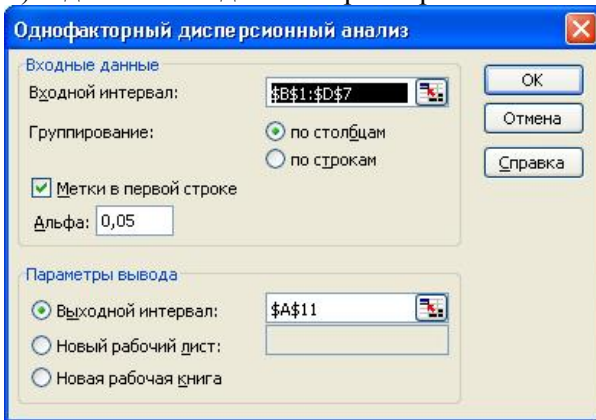 Однофакторный дисперсионный анализ
Входные данные
Входной интервал: $B$1:$D$7
Группирование: по столбцам
по строкам
Метки в первой строке
Альфа: 0,05
OK
Отмена
Справка
Параметры вывода
Выходной интервал: $A$11
Новый рабочий лист:
Новая рабочая книга